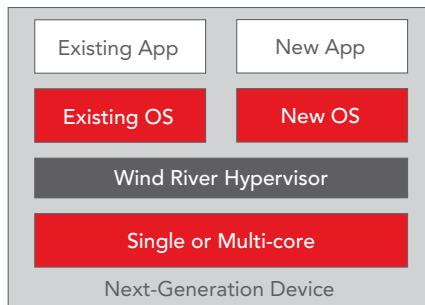 Existing App
New App
Existing OS
New OS
Wind River Hypervisor
Single or Multi-core
Next-Generation Device